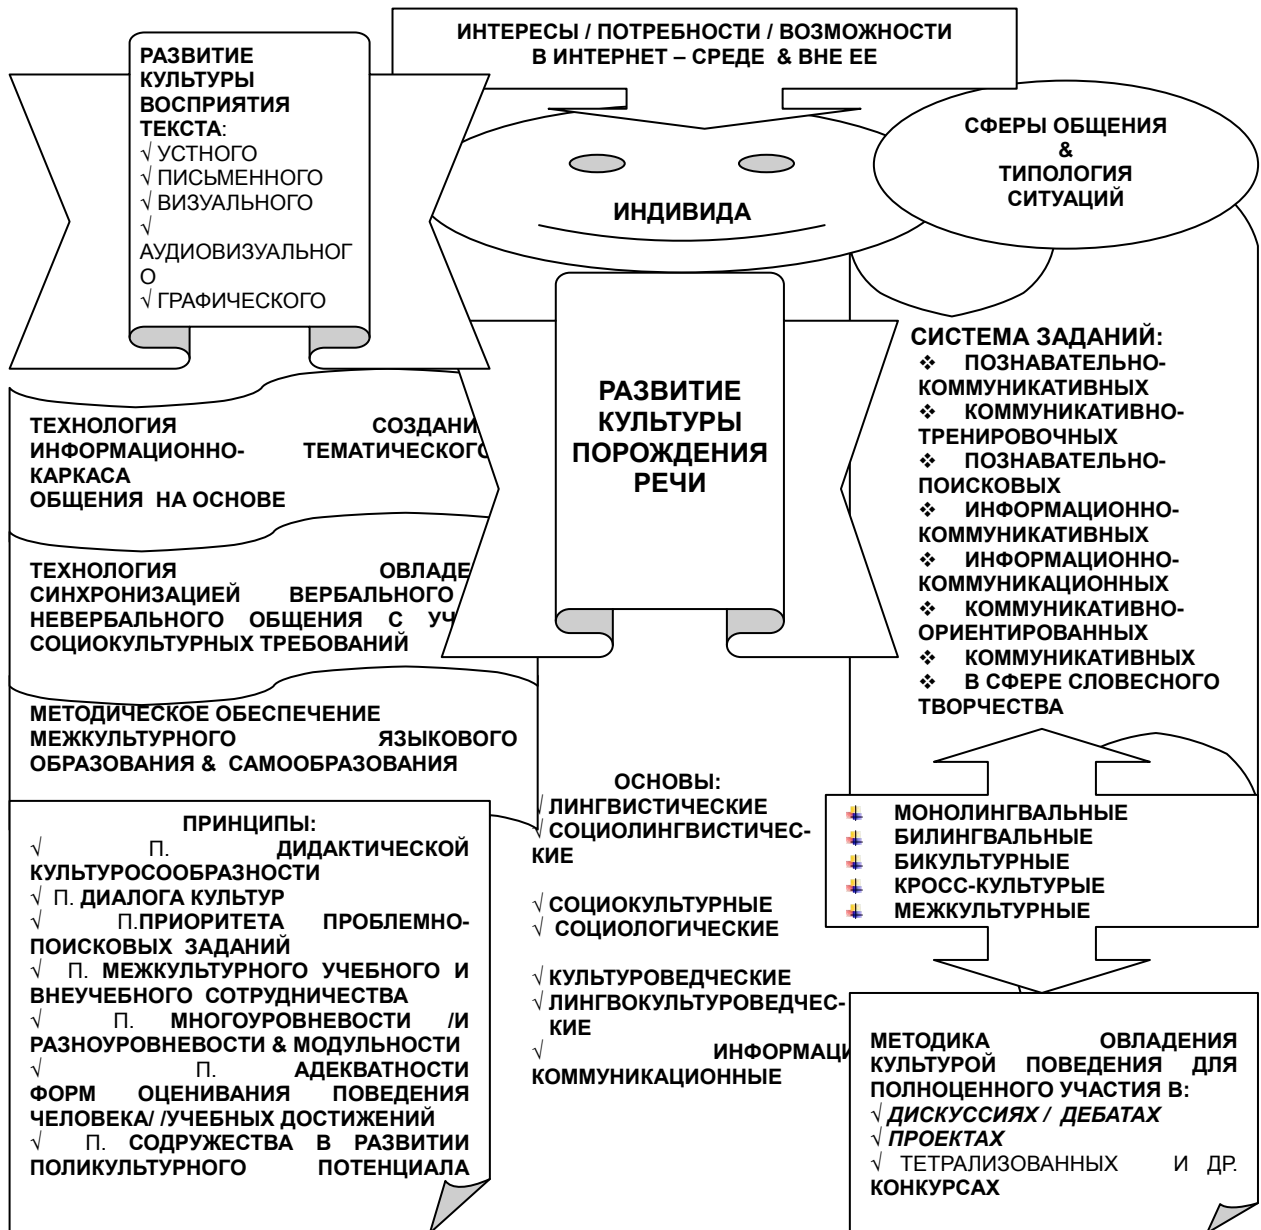 ИНТЕРЕСЫ / ПОТРЕБНОСТИ / ВОЗМОЖНОСТИ
В ИНТЕРНЕТ – СРЕДЕ & ВНЕ ЕЕ
РАЗВИТИЕ
КУЛЬТУРЫ
ВОСПРИЯТИЯ
ТЕКСТА:
√ УСТНОГО
√ ПИСЬМЕННОГО
√ ВИЗУАЛЬНОГО
√
АУДИОВИЗУАЛЬНОГ
О
√ ГРАФИЧЕСКОГО
ИНДИВИДА
СФЕРЫ ОБЩЕНИЯ
&
ТИПОЛОГИЯ
СИТУАЦИЙ
РАЗВИТИЕ
КУЛЬТУРЫ
ПОРОЖДЕНИЯ
РЕЧИ
СИСТЕМА ЗАДАНИЙ:
❖ ПОЗНАВАТЕЛЬНО-
КОММУНИКАТИВНЫХ
❖ КОММУНИКАТИВНО-
ТРЕНИРОВОЧНЫХ
❖ ПОЗНАВАТЕЛЬНО-
ПОИСКОВЫХ
❖ ИНФОРМАЦИОННО-
КОММУНИКАТИВНЫХ
❖ ИНФОРМАЦИОННО-
КОММУНИКАЦИОННЫХ
❖ КОММУНИКАТИВНО-
ОРИЕНТИРОВАННЫХ
❖ КОММУНИКАТИВНЫХ
❖ В СФЕРЕ СЛОВЕСНОГО
ТВОРЧЕСТВА
ТЕХНОЛОГИЯ СОЗДАНИ
ИНФОРМАЦИОННО- ТЕМАТИЧЕСКОГО
КАРКАСА
ОБЩЕНИЯ НА ОСНОВЕ
ТЕХНОЛОГИЯ ОВЛАДЕ
СИНХРОНИЗАЦИЕЙ ВЕРБАЛЬНОГО
НЕВЕРБАЛЬНОГО ОБЩЕНИЯ С УЧ
СОЦИОКУЛЬТУРНЫХ ТРЕБОВАНИЙ
МЕТОДИЧЕСКОЕ ОБЕСПЕЧЕНИЕ
МЕЖКУЛЬТУРНОГО ЯЗЫКОВОГО
ОБРАЗОВАНИЯ & САМООБРАЗОВАНИЯ
ПРИНЦИПЫ:
√ П. ДИДАКТИЧЕСКОЙ
КУЛЬТУРОСООБРАЗНОСТИ
√ П. ДИАЛОГА КУЛЬТУР
√ П.ПРИОРИТЕТА ПРОБЛЕМНО-
ПОИСКОВЫХ ЗАДАНИЙ
√ П. МЕЖКУЛЬТУРНОГО УЧЕБНОГО И
ВНЕУЧЕБНОГО СОТРУДНИЧЕСТВА
√ П. МНОГОУРОВНЕВОСТИ /И
РАЗНОУРОВНЕВОСТИ & МОДУЛЬНОСТИ
√ П. АДЕКВАТНОСТИ
ФОРМ ОЦЕНИВАНИЯ ПОВЕДЕНИЯ
ЧЕЛОВЕКА/ /УЧЕБНЫХ ДОСТИЖЕНИЙ
√ П. СОДРУЖЕСТВА В РАЗВИТИИ
ПОЛИКУЛЬТУРНОГО ПОТЕНЦИАЛА
ОСНОВЫ:
√ ЛИНГВИСТИЧЕСКИЕ
√ СОЦИОЛИНГВИСТИЧЕС-
КИЕ
√ СОЦИОКУЛЬТУРНЫЕ
√ СОЦИОЛОГИЧЕСКИЕ
√ КУЛЬТУРОВЕДЧЕСКИЕ
√ ЛИНГВОКУЛЬТУРОВЕДЧЕС-
КИЕ
√ ИНФОРМАЦИ
КОММУНИКАЦИОННЫЕ
МОНОЛИНГВАЛЬНЫЕ
БИЛИНГВАЛЬНЫЕ
БИКУЛЬТУРНЫЕ
КРОСС-КУЛЬТУРЫЕ
МЕЖКУЛЬТУРНЫЕ
МЕТОДИКА ОВЛАДЕНИЯ
КУЛЬТУРОЙ ПОВЕДЕНИЯ ДЛЯ
ПОЛНОЦЕННОГО УЧАСТИЯ В:
√ ДИСКУССИЯХ / ДЕБАТАХ
√ ПРОЕКТАХ
√ ТЕТРАЛИЗОВАННЫХ И ДР.
КОНКУРСАХ